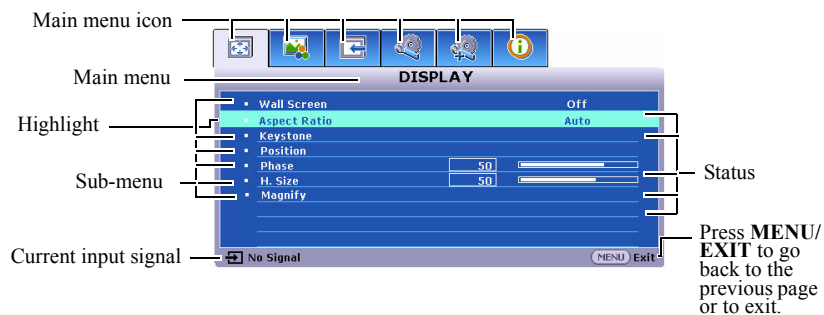 Main menu icon
Main menu
DISPLAY
Wall Screen Off
Highlight
Aspect Ratio Auto
Keystone
Position
Phase 50
Status
Sub-menu
H. Size 50
Magnify
Current input signal
No Signal
MENU Exit
Press MENU/
EXIT to go
back to the
previous page
or to exit.